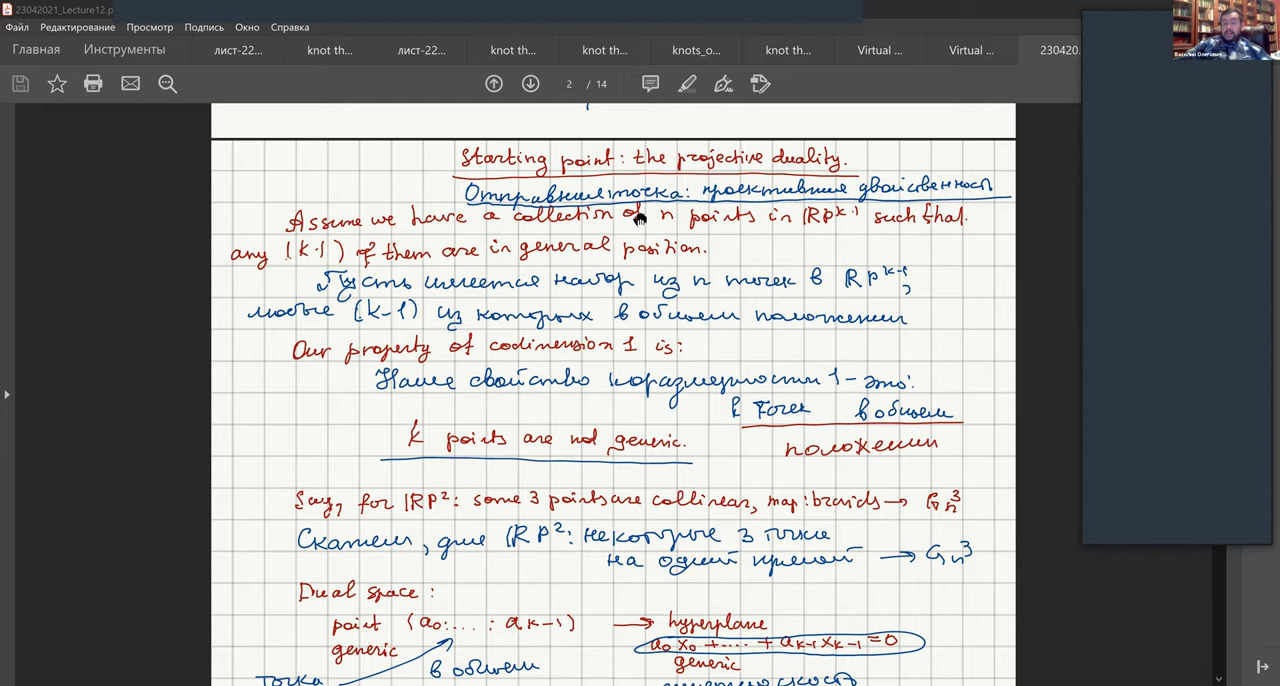 23042021_Lecture12.p
Файл Редактирование Просмотр Подпись Окно Справка
Главная Инструменты лист-22... knot th... лист-22... knot th... knot th... knots_o... knot th... Virtual ... Virtual ... 230420.
2 / 14
Starting point: the projective duality.
Отправная точка: проективная двойственность
Assume we have a collection of n points in RP^{k-1} such that
any (k-1) of them are in general position.
Пусть имеется набор из n точек в RP^{k-1},
любые (k-1) из которых в общем положении
Our property of codimension 1 is:
Наше свойство коразмерности 1 - это:
k точек в общем
k points are not generic.
положении
Say, for RP²: some 3 points are collinear, map: braids → G_n^3
Скажем, для RP²: некоторые 3 точки
на одной прямой → G_n^3
Dual space:
point (a₀:...:a_{k-1}) → hyperplane
a₀x₀+....+a_{k-1}x_{k-1}=0
generic generic
точка в общем